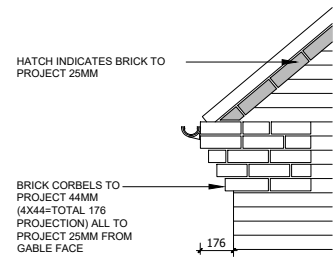 HATCH INDICATES BRICK TO
PROJECT 25MM
BRICK CORBELS TO
PROJECT 44MM
(4X44=TOTAL 176
PROJECTION) ALL TO
PROJECT 25MM FROM
GABLE FACE
176